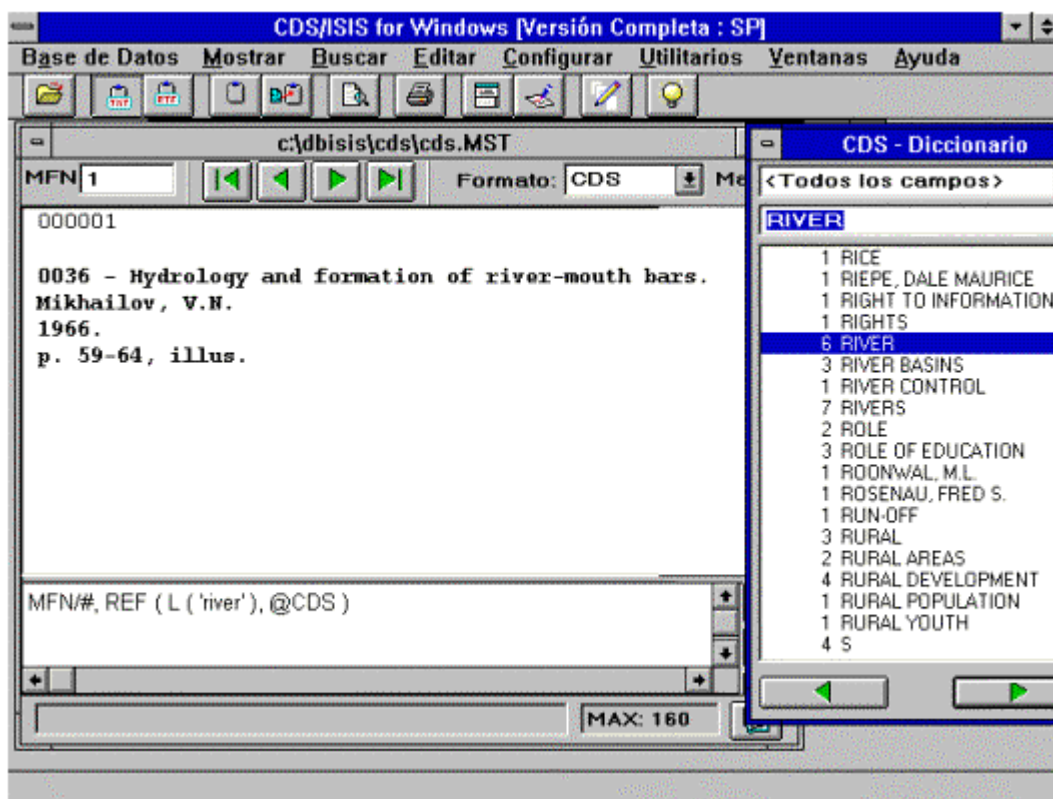 CDS/ISIS for Windows [Versión Completa : SP]
Base de Datos Mostrar Buscar Editar Configurar Utilitarios Ventanas Ayuda
c:\dbisis\cds\cds.MST
MFN 1 Formato: CDS
000001
0036 - Hydrology and formation of river-mouth bars.
Mikhailov, V.N.
1966.
p. 59-64, illus.
MFN/#, REF ( L ( 'river' ), @CDS )
MAX: 160
CDS - Diccionario
<Todos los campos>
RIVER
1 RICE
1 RIEPE, DALE MAURICE
1 RIGHT TO INFORMATION
1 RIGHTS
6 RIVER
3 RIVER BASINS
1 RIVER CONTROL
7 RIVERS
2 ROLE
3 ROLE OF EDUCATION
1 ROONWAL, M.L.
1 ROSENAU, FRED S.
1 RUN-OFF
3 RURAL
2 RURAL AREAS
4 RURAL DEVELOPMENT
1 RURAL POPULATION
1 RURAL YOUTH
4 S